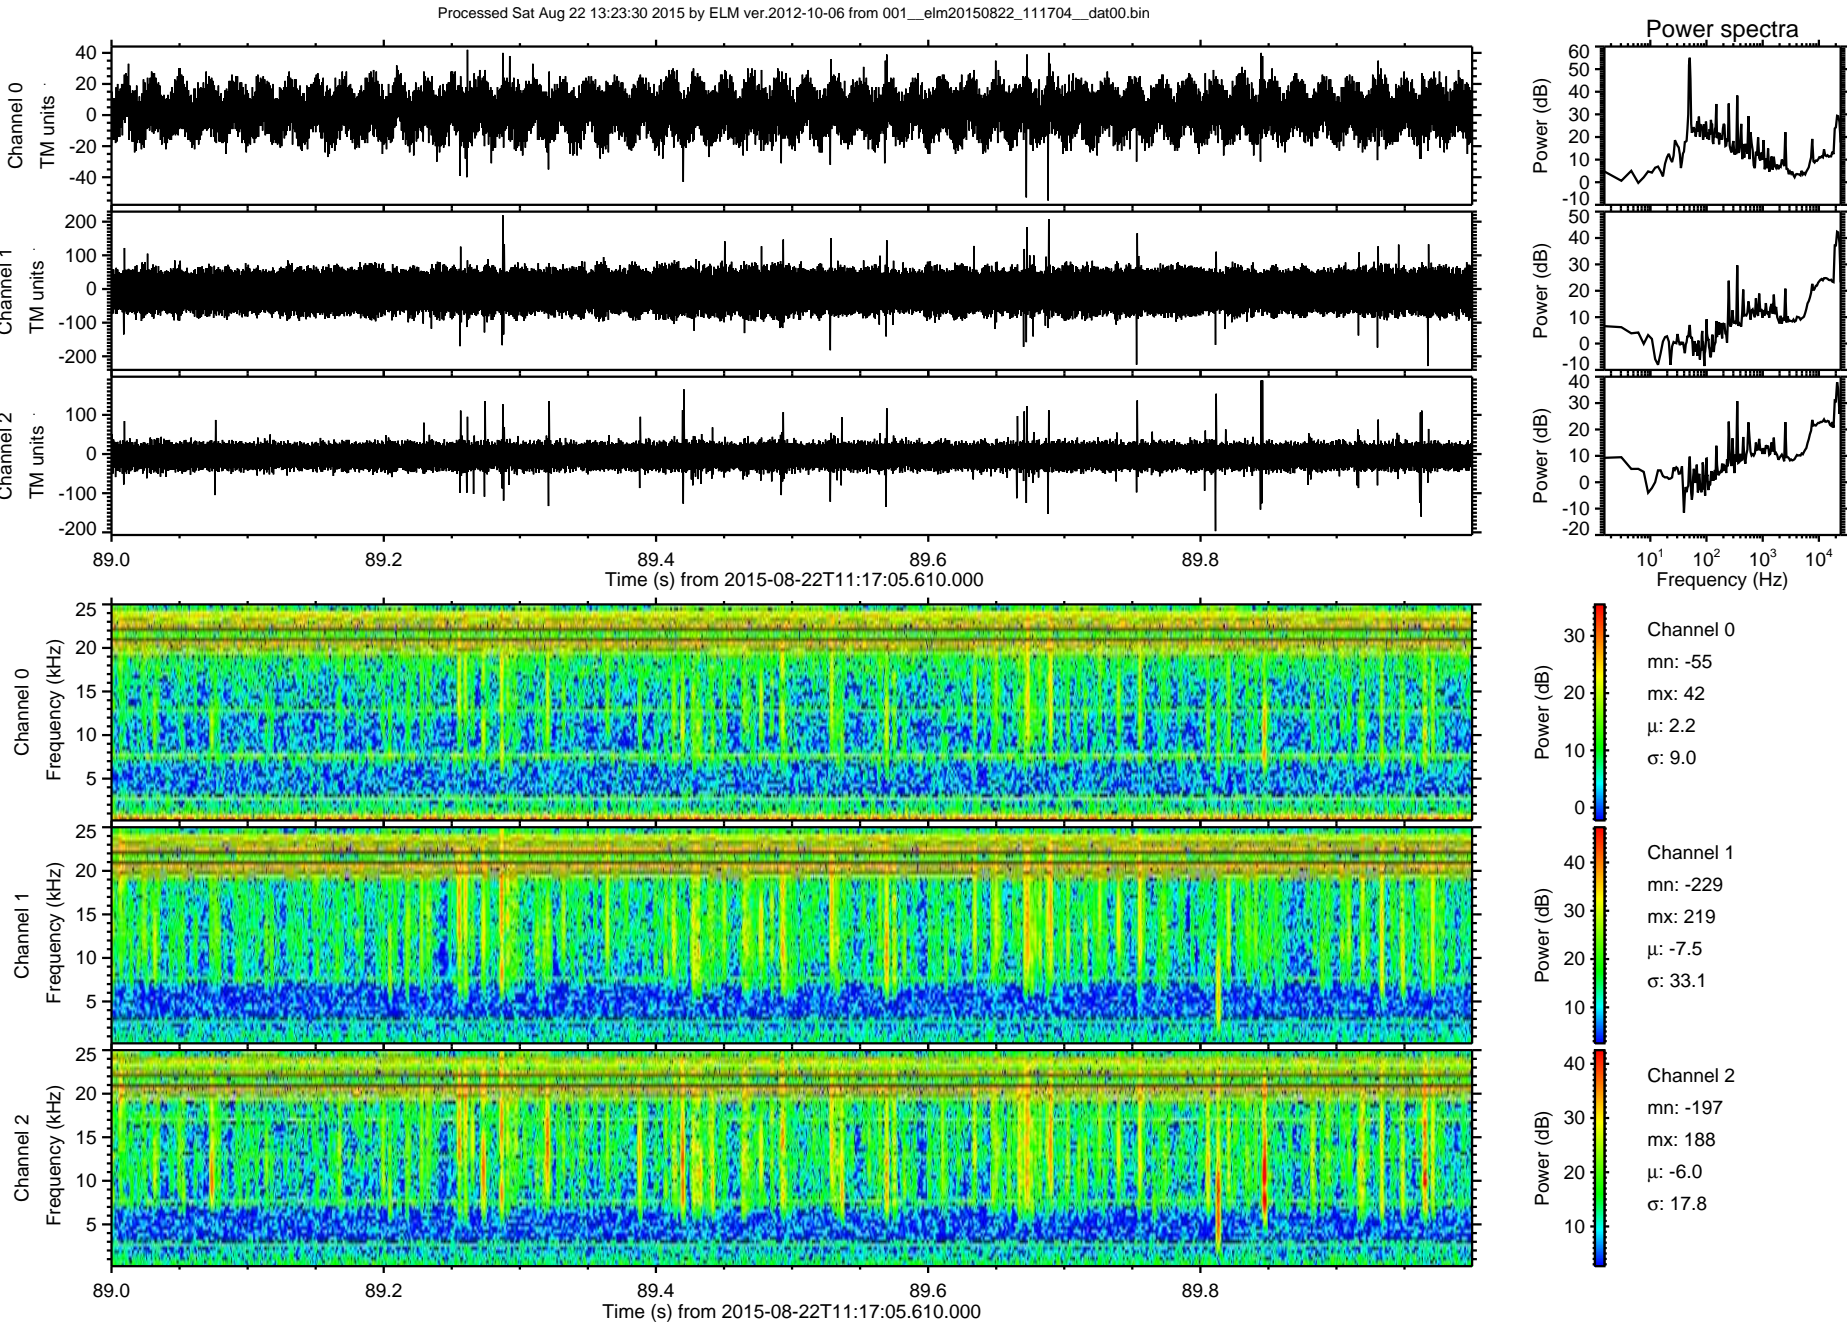 Processed Sat Aug 22 13:23:30 2015 by ELM ver.2012-10-06 from 001__elm20150822_111704__dat00.bin
Power spectra
Channel 0
TM units
40
20
0
-20
-40
Power (dB)
60
50
40
30
20
10
0
-10
Channel 1
TM units
200
100
0
-100
-200
Power (dB)
50
40
30
20
10
0
-10
Channel 2
TM units
100
0
-100
-200
Power (dB)
40
30
20
10
0
-10
-20
89.0 89.2 89.4 89.6 89.8
Time (s) from 2015-08-22T11:17:05.610.000
10^1 10^2 10^3 10^4
Frequency (Hz)
Channel 0
Frequency (kHz)
25
20
15
10
5
Power (dB)
30
20
10
0
Channel 0
mn: -55
mx: 42
μ: 2.2
σ: 9.0
Channel 1
Frequency (kHz)
25
20
15
10
5
Power (dB)
40
30
20
10
Channel 1
mn: -229
mx: 219
μ: -7.5
σ: 33.1
Channel 2
Frequency (kHz)
25
20
15
10
5
Power (dB)
40
30
20
10
Channel 2
mn: -197
mx: 188
μ: -6.0
σ: 17.8
89.0 89.2 89.4 89.6 89.8
Time (s) from 2015-08-22T11:17:05.610.000